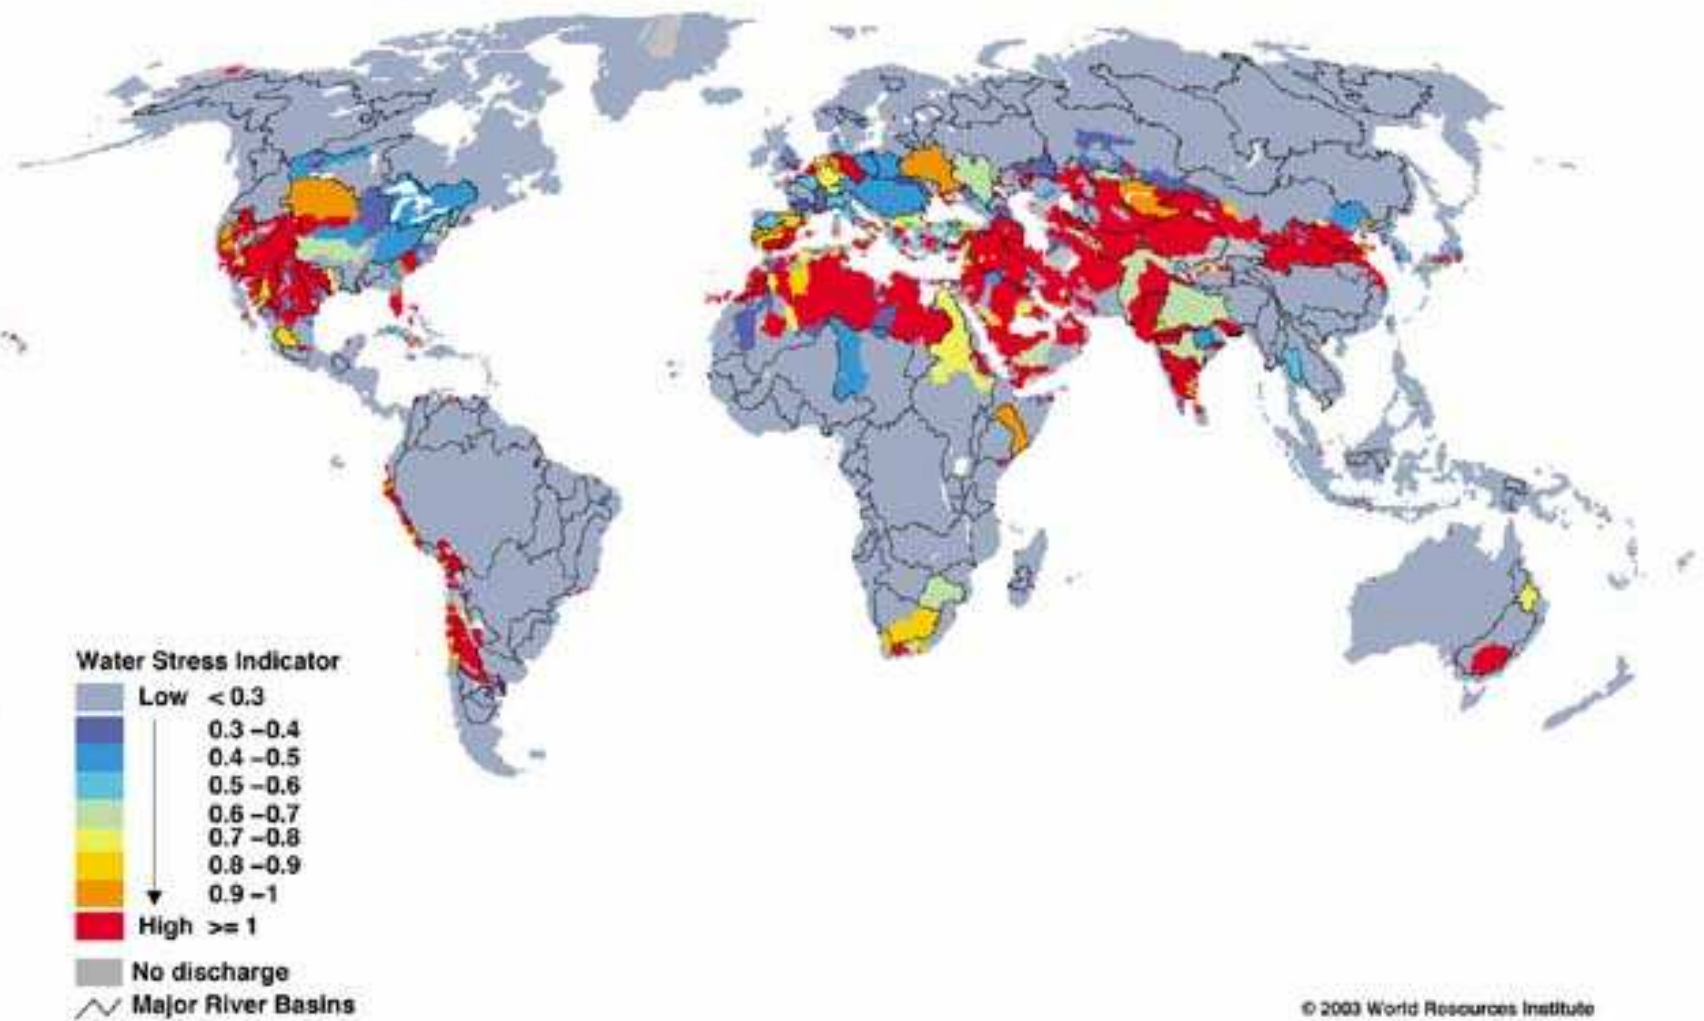 Water Stress Indicator
Low < 0.3
0.3 –0.4
0.4 –0.5
0.5 –0.6
0.6 –0.7
0.7 –0.8
0.8 –0.9
0.9 –1
High >= 1
No discharge
Major River Basins
© 2003 World Resources Institute